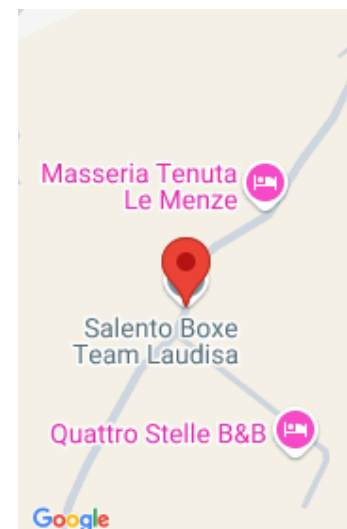 Masseria Tenuta
Le Menze
Salento Boxe
Team Laudisa
Quattro Stelle B&B
Google